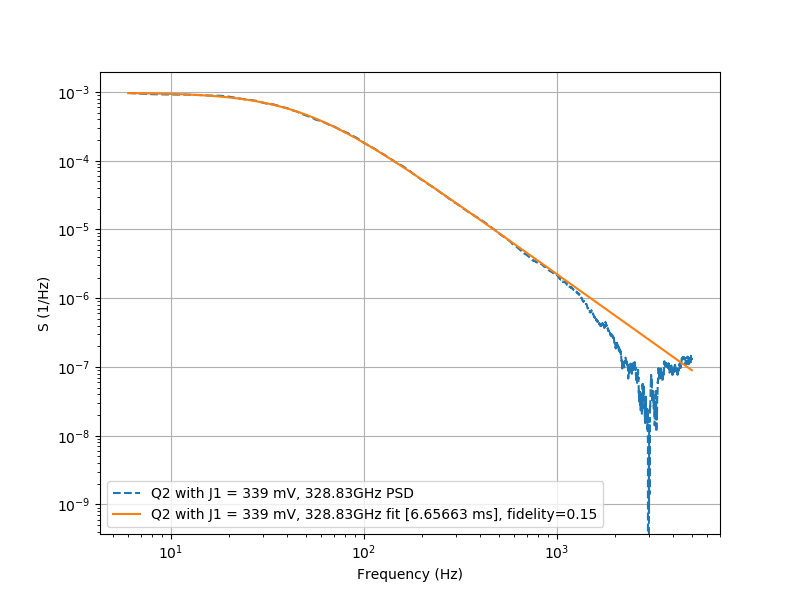 10⁻³
10⁻⁴
10⁻⁵
10⁻⁶
10⁻⁷
10⁻⁸
10⁻⁹
S (1/Hz)
Q2 with J1 = 339 mV, 328.83GHz PSD
Q2 with J1 = 339 mV, 328.83GHz fit [6.65663 ms], fidelity=0.15
10¹ 10² 10³
Frequency (Hz)